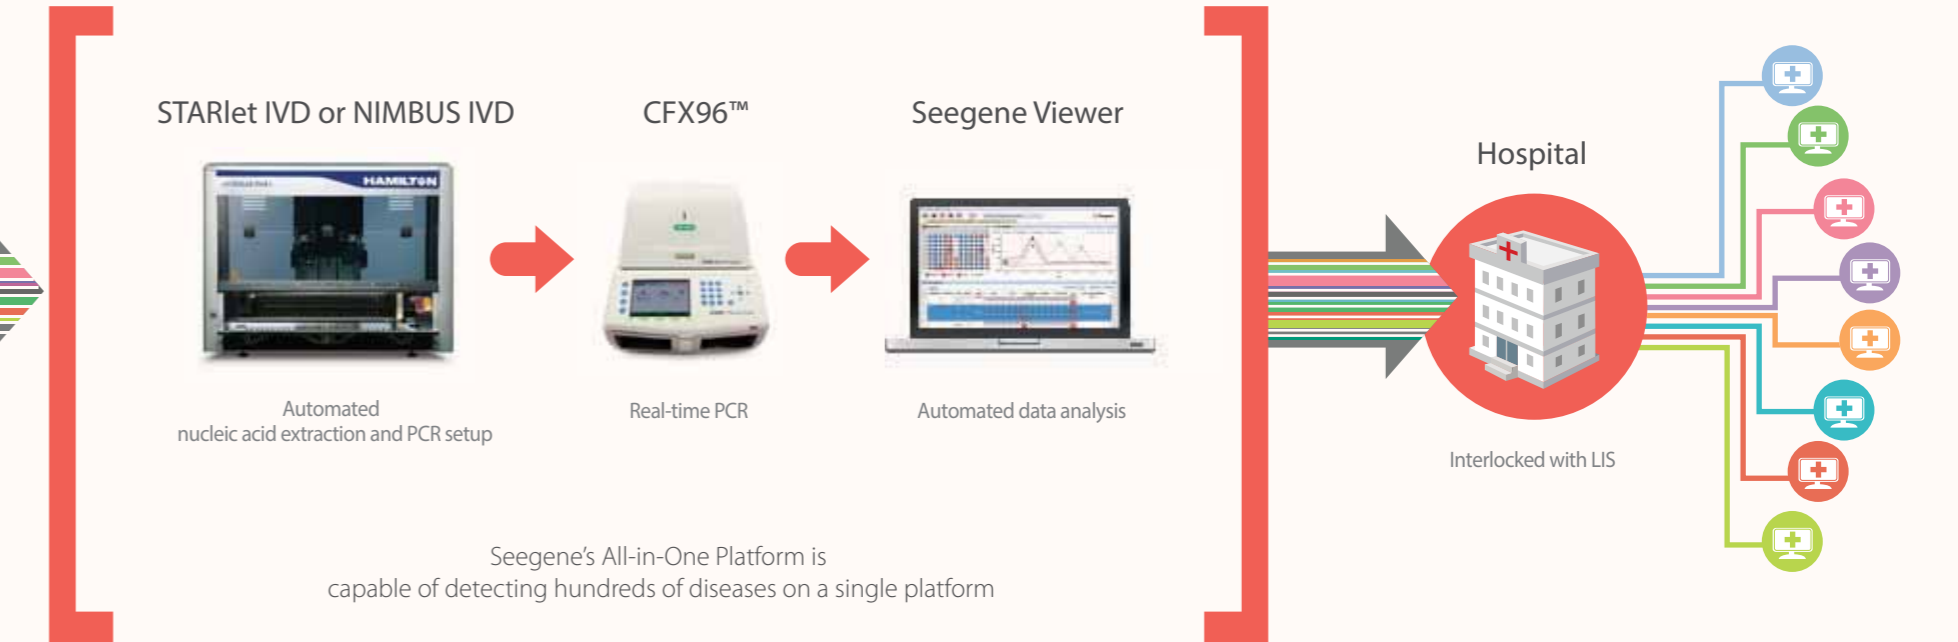 STARlet IVD or NIMBUS IVD
CFX96™
Seegene Viewer
HAMILTON
Automated
nucleic acid extraction and PCR setup
Real-time PCR
Automated data analysis
Seegene's All-in-One Platform is
capable of detecting hundreds of diseases on a single platform
Hospital
Interlocked with LIS